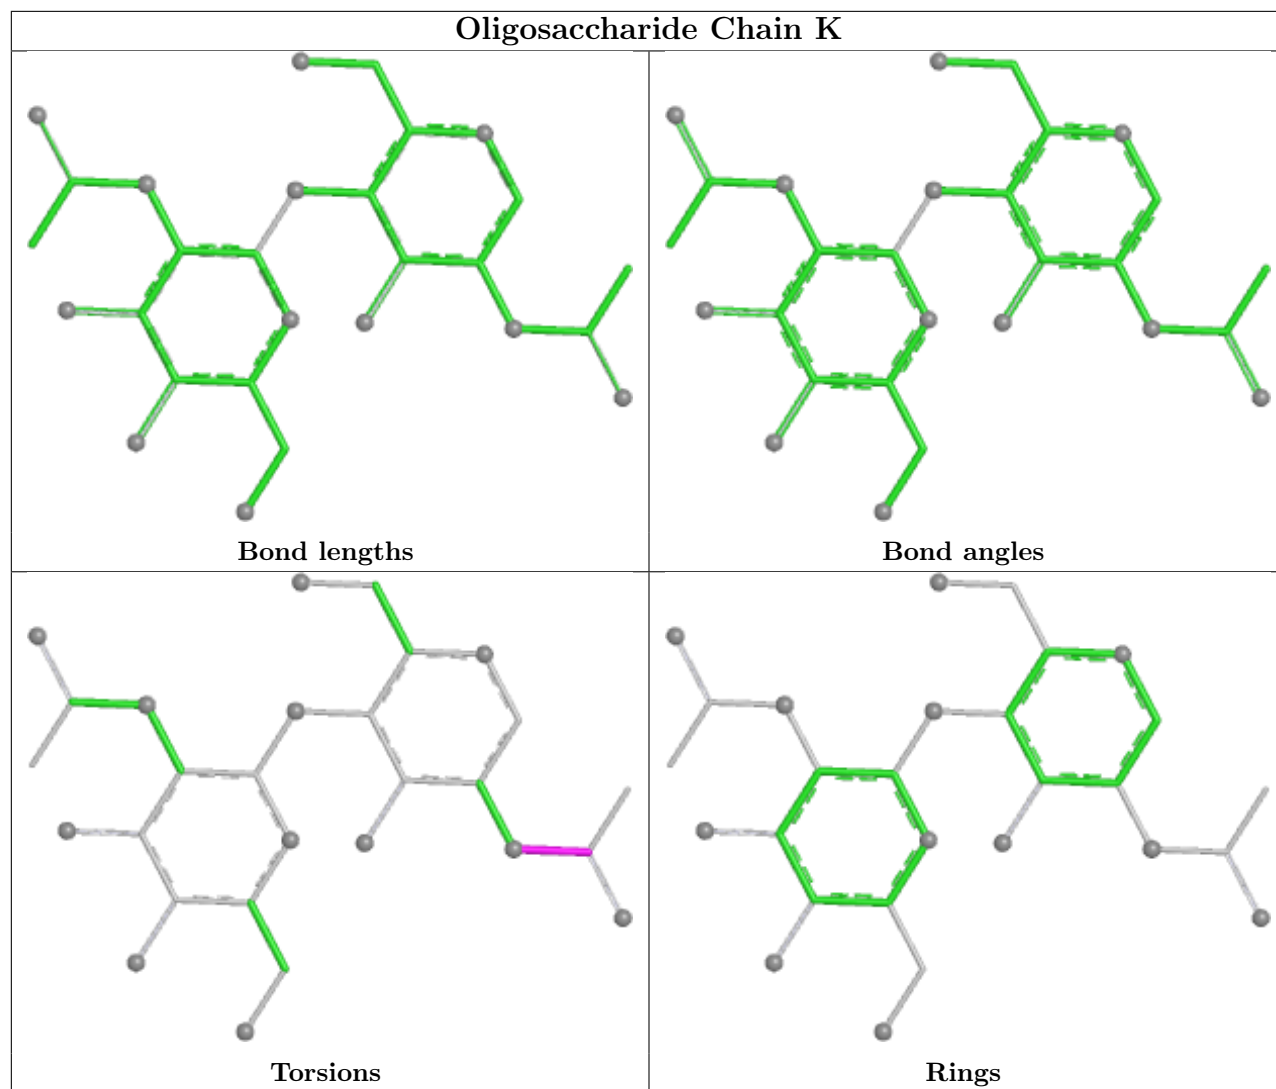 Oligosaccharide Chain K
Bond lengths
Bond angles
Torsions
Rings